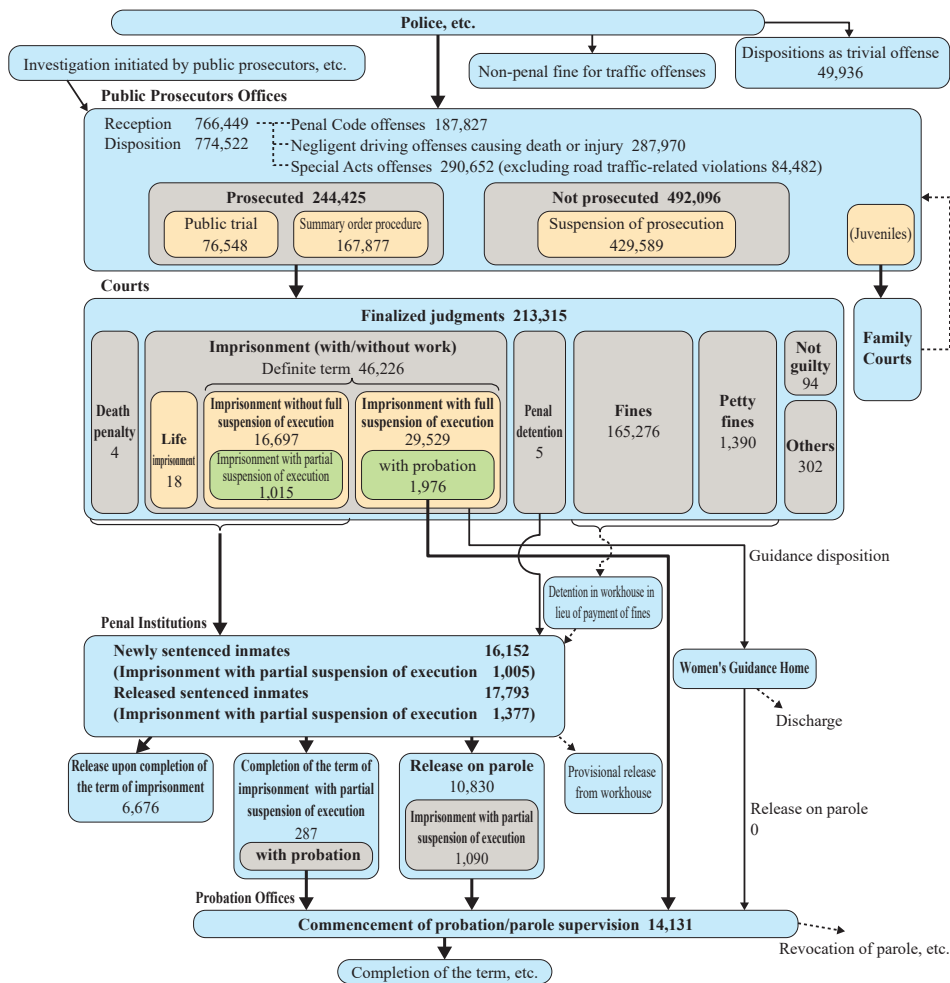 Police, etc.
Investigation initiated by public prosecutors, etc.
Non-penal fine for traffic offenses
Dispositions as trivial offense
49,936
Public Prosecutors Offices
Reception 766,449
Penal Code offenses 187,827
Disposition 774,522
Negligent driving offenses causing death or injury 287,970
Special Acts offenses 290,652 (excluding road traffic-related violations 84,482)
Prosecuted 244,425
Public trial
76,548
Summary order procedure
167,877
Not prosecuted 492,096
Suspension of prosecution
429,589
(Juveniles)
Courts
Finalized judgments 213,315
Family
Courts
Death
penalty
4
Imprisonment (with/without work)
Definite term 46,226
Life
imprisonment
18
Imprisonment without full
suspension of execution
16,697
Imprisonment with partial
suspension of execution
1,015
Imprisonment with full
suspension of execution
29,529
with probation
1,976
Penal
detention
5
Fines
165,276
Petty
fines
1,390
Not
guilty
94
Others
302
Guidance disposition
Detention in workhouse in
lieu of payment of fines
Penal Institutions
Newly sentenced inmates 16,152
(Imprisonment with partial suspension of execution 1,005)
Released sentenced inmates 17,793
(Imprisonment with partial suspension of execution 1,377)
Women's Guidance Home
Discharge
Release upon completion of
the term of imprisonment
6,676
Completion of the term of
imprisonment with partial
suspension of execution
287
with probation
Release on parole
10,830
Imprisonment with partial
suspension of execution
1,090
Provisional release
from workhouse
Release on parole
0
Probation Offices
Commencement of probation/parole supervision 14,131
Revocation of parole, etc.
Completion of the term, etc.